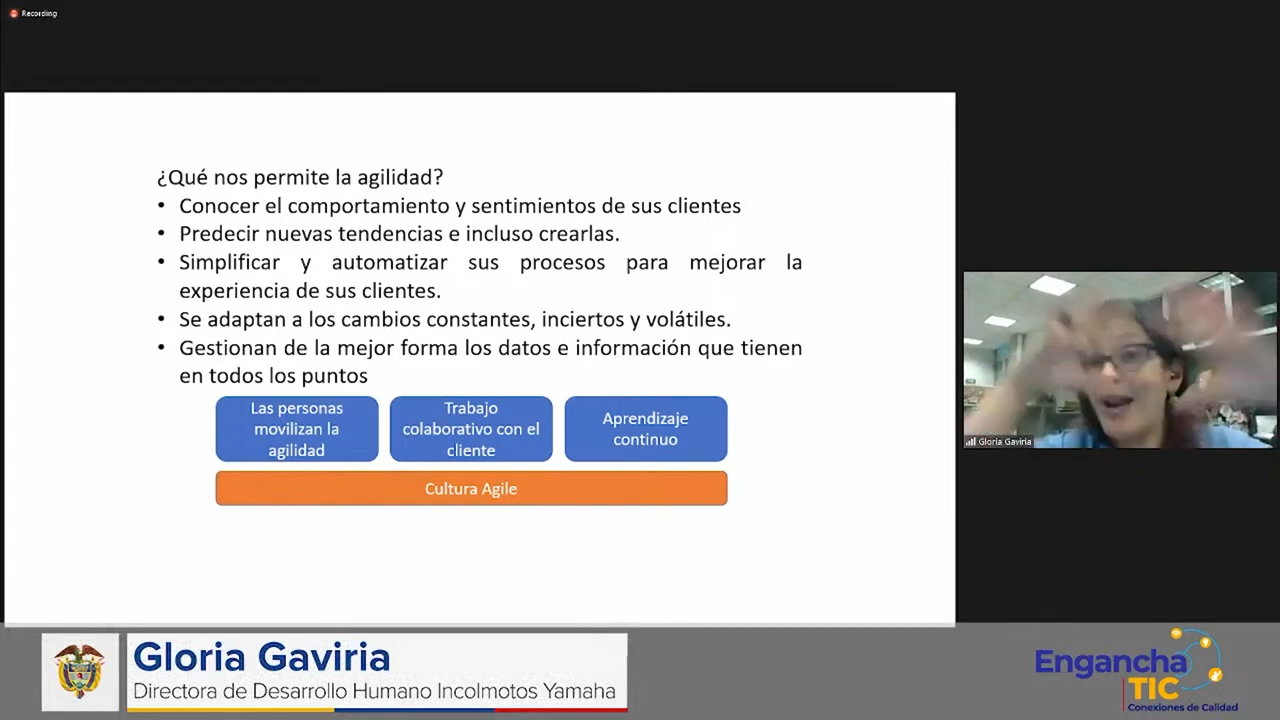 Recording
¿Qué nos permite la agilidad?
• Conocer el comportamiento y sentimientos de sus clientes
• Predecir nuevas tendencias e incluso crearlas.
• Simplificar y automatizar sus procesos para mejorar la
experiencia de sus clientes.
• Se adaptan a los cambios constantes, inciertos y volátiles.
• Gestionan de la mejor forma los datos e información que tienen
en todos los puntos
Las personas
movilizan la
agilidad
Trabajo
colaborativo con el
cliente
Aprendizaje
continuo
Cultura Agile
Gloria Gaviria
Gloria Gaviria
Directora de Desarrollo Humano Incolmotos Yamaha
Engancha
TIC
Conexiones de Calidad